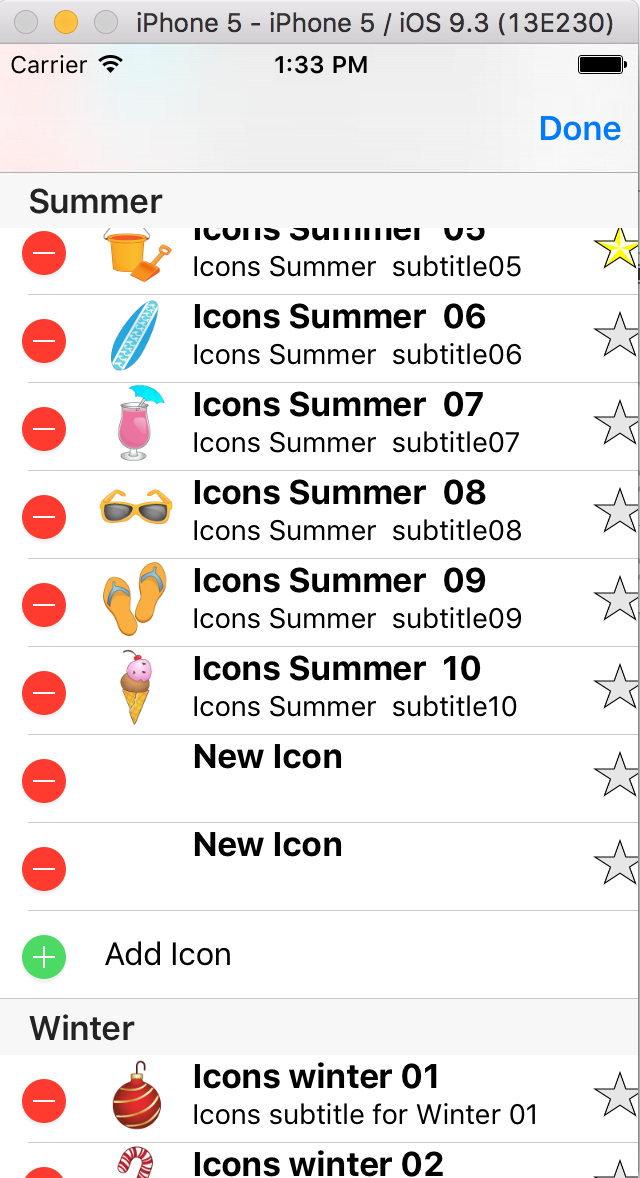 iPhone 5 - iPhone 5 / iOS 9.3 (13E230)
Carrier 1:33 PM
Done
Summer
Icons Summer  05
Icons Summer  subtitle05
Icons Summer  06
Icons Summer  subtitle06
Icons Summer  07
Icons Summer  subtitle07
Icons Summer  08
Icons Summer  subtitle08
Icons Summer  09
Icons Summer  subtitle09
Icons Summer  10
Icons Summer  subtitle10
New Icon
New Icon
Add Icon
Winter
Icons winter 01
Icons subtitle for Winter 01
Icons winter 02